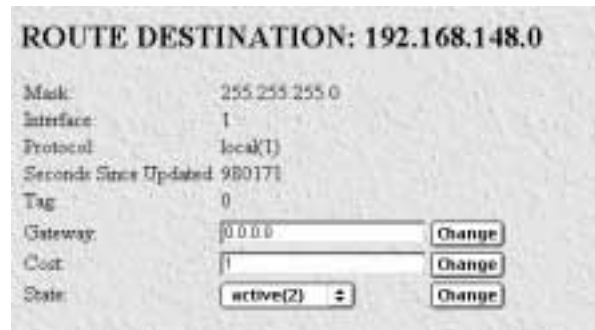 ROUTE DESTINATION: 192.168.148.0
Mask: 255.255.255.0
Interface 1
Protocol local(1)
Seconds Since Updated 980171
Tag 0
Gateway: 0.0.0.0 Change
Cost: 1 Change
State: active(2) Change